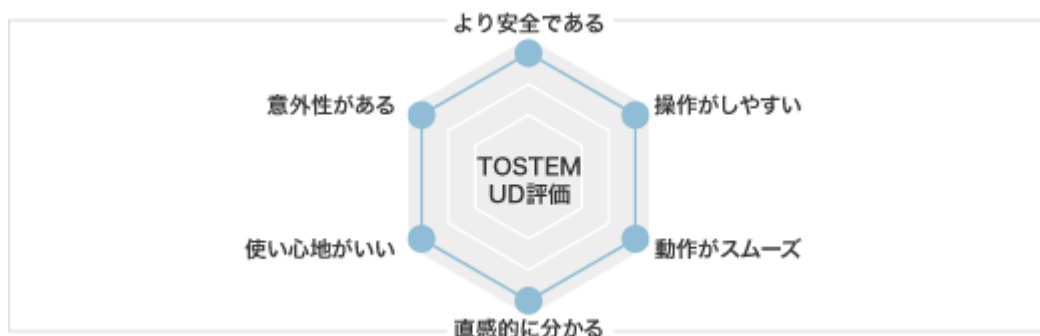 より安全である
意外性がある
操作がしやすい
TOSTEM
UD評価
使い心地がいい
動作がスムーズ
直感的に分かる